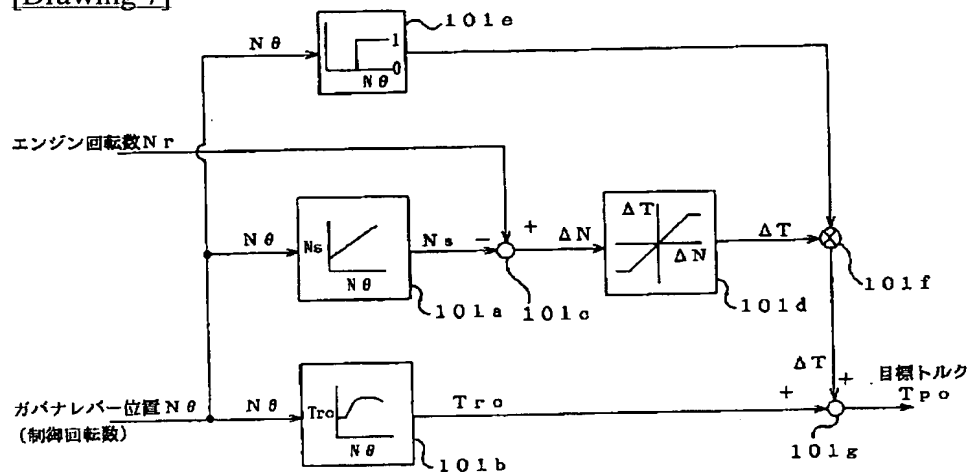 [Drawing 7]
101e
Nθ
1
0
Nθ
エンジン回転数Nr
Nθ
Ns
Nθ
101a
Ns
−
+
101c
ΔN
ΔT
ΔN
101d
ΔT
101f
ΔT
+
目標トルク
Tpo
ガバナレバー位置Nθ
(制御回転数)
Nθ
Tro
Nθ
101b
Tro
+
101g